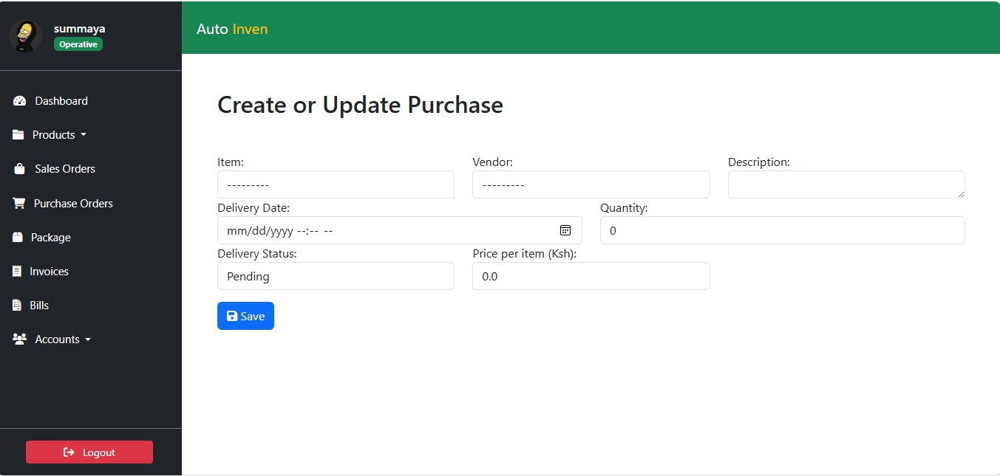 summaya
Operative
Auto Inven
Dashboard
Products
Sales Orders
Purchase Orders
Package
Invoices
Bills
Accounts
Logout
Create or Update Purchase
Item: Vendor: Description:
--------- ---------
Delivery Date: Quantity:
mm/dd/yyyy --:-- -- 0
Delivery Status: Price per item (Ksh):
Pending 0.0
Save